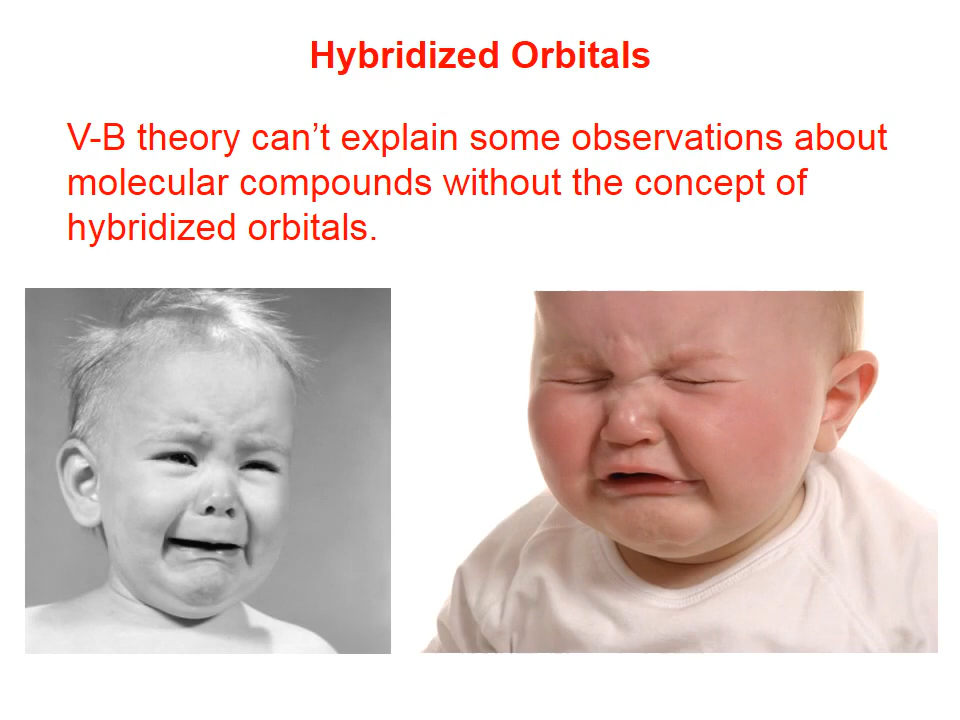 Hybridized Orbitals
V-B theory can’t explain some observations about
molecular compounds without the concept of
hybridized orbitals.